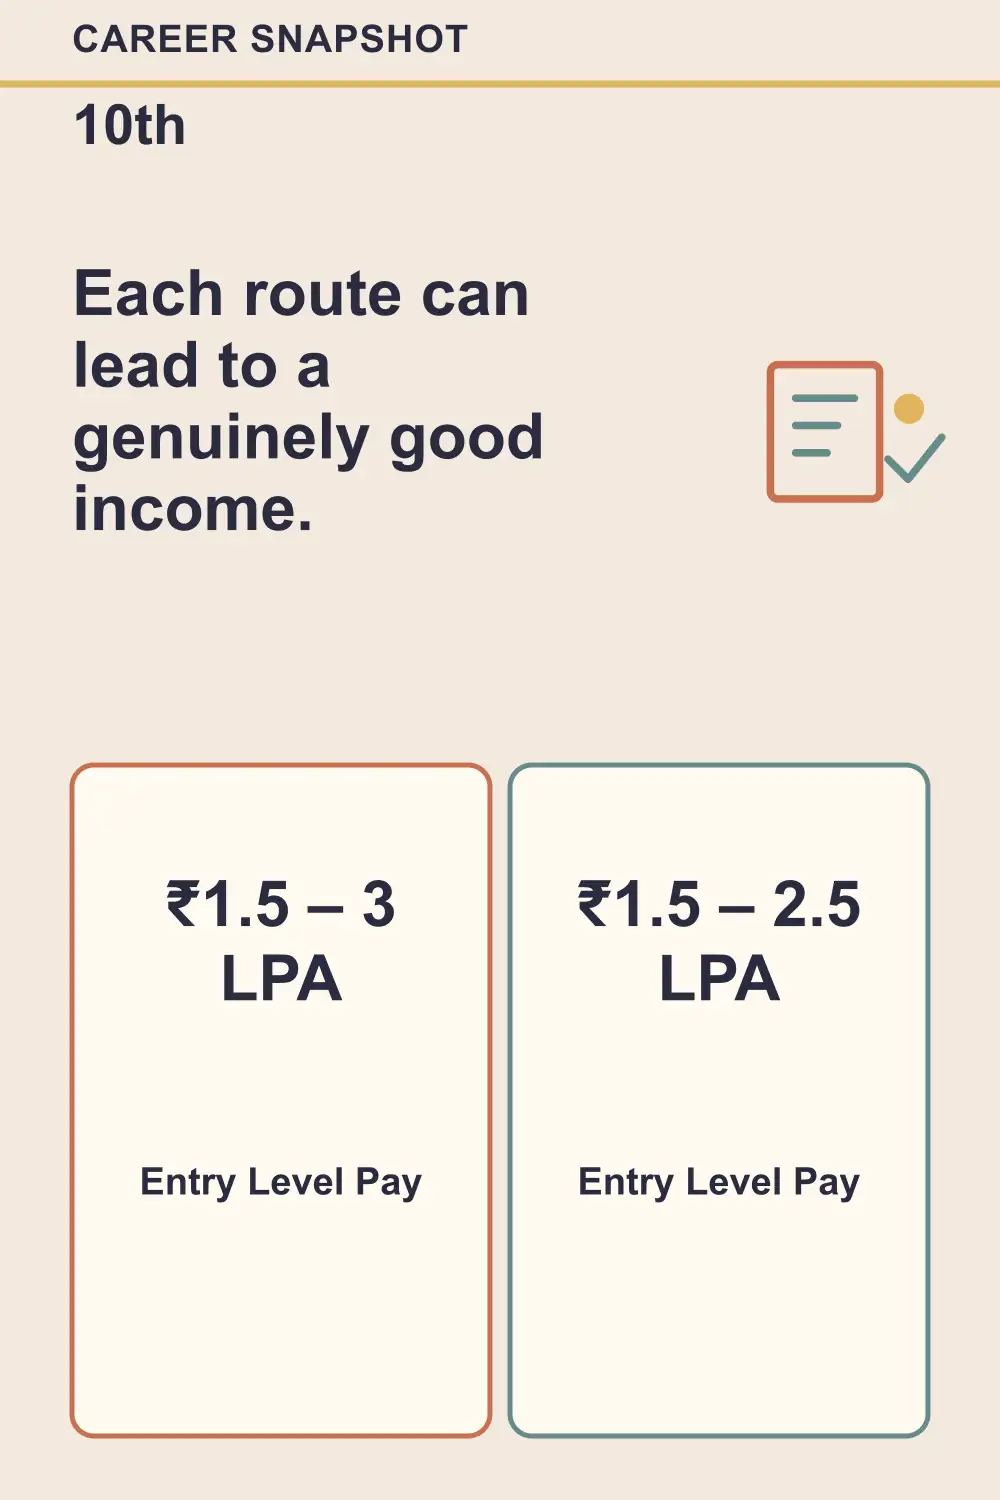 CAREER SNAPSHOT
10th
Each route can
lead to a
genuinely good
income.
₹1.5 – 3
LPA
Entry Level Pay
₹1.5 – 2.5
LPA
Entry Level Pay